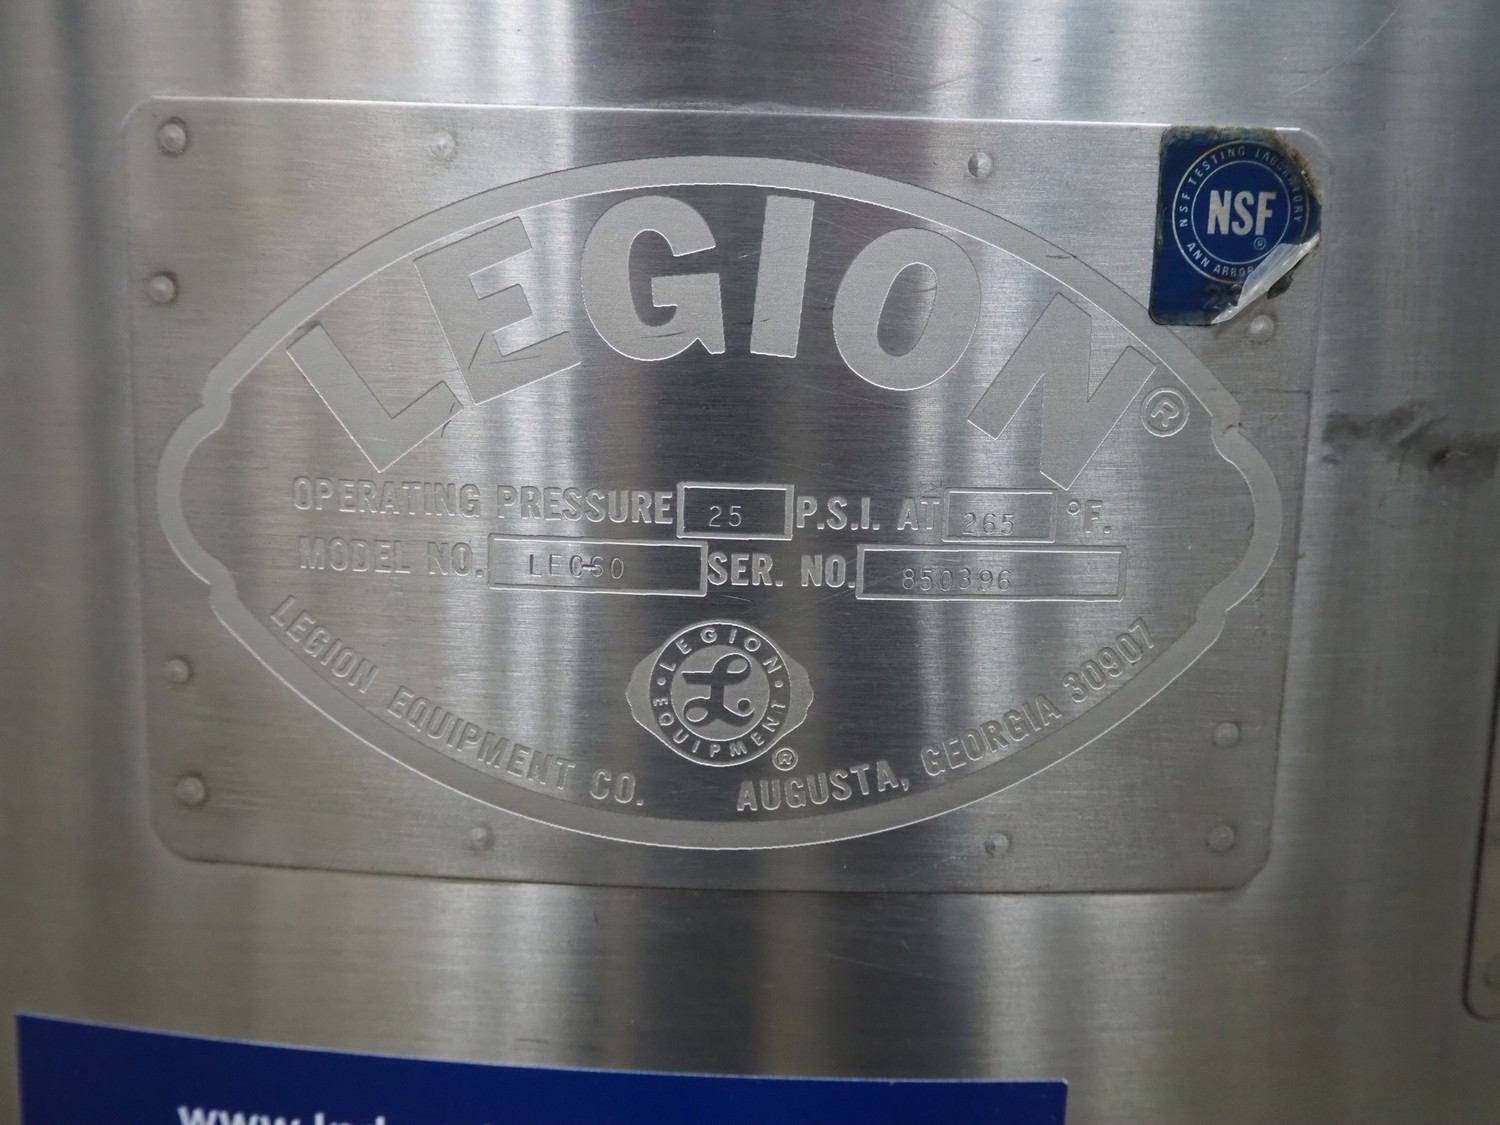 LEGION®
NSF TESTING LABORATORY
NSF®
ANN ARBOR
OPERATING PRESSURE 25 P.S.I. AT 265 °F.
MODEL NO. SER. NO. 850396
LEGION EQUIPMENT CO. AUGUSTA, GEORGIA 30907
LEGION
L
EQUIPMENT®